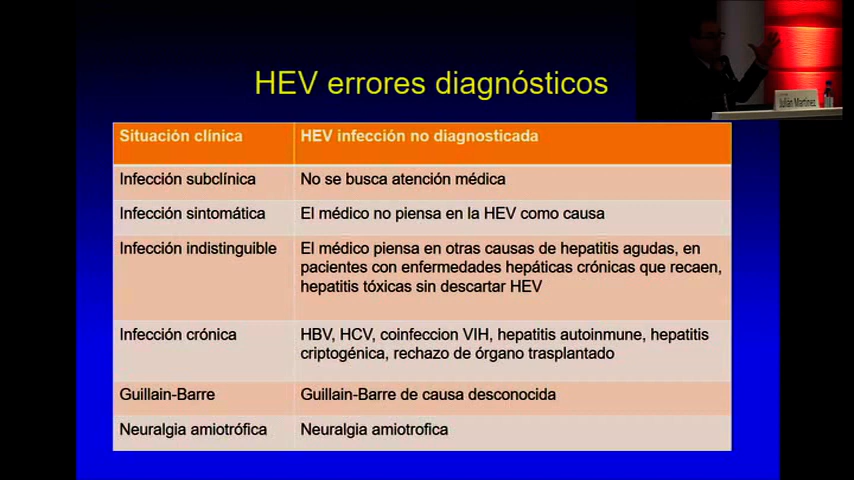 HEV errores diagnósticos
Julián Martínez
Situación clínica
HEV infección no diagnosticada
Infección subclínica
No se busca atención médica
Infección sintomática
El médico no piensa en la HEV como causa
Infección indistinguible
El médico piensa en otras causas de hepatitis agudas, en
pacientes con enfermedades hepáticas crónicas que recaen,
hepatitis tóxicas sin descartar HEV
Infección crónica
HBV, HCV, coinfeccion VIH, hepatitis autoinmune, hepatitis
criptogénica, rechazo de órgano trasplantado
Guillain-Barre
Guillain-Barre de causa desconocida
Neuralgia amiotrófica
Neuralgia amiotrofica